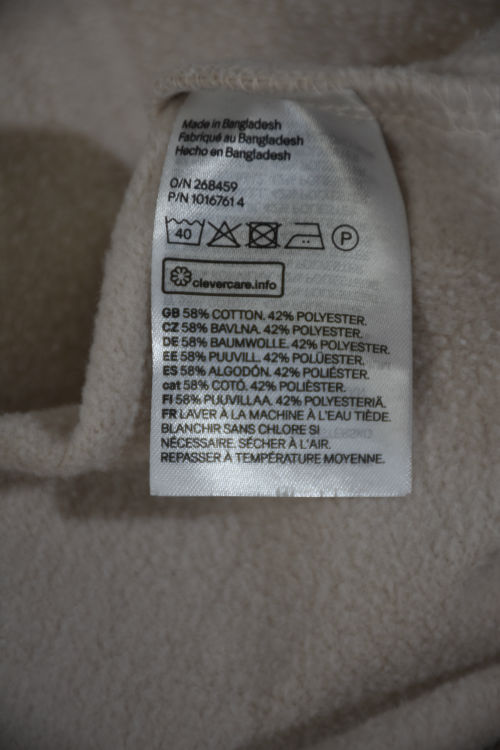 Made in Bangladesh
Fabriqué au Bangladesh
Hecho en Bangladesh
O/N 268459
P/N 1016761 4
40
P
clevercare.info
GB 58% COTTON. 42% POLYESTER.
CZ 58% BAVLNA. 42% POLYESTER.
DE 58% BAUMWOLLE. 42% POLYESTER.
EE 58% PUUVILL. 42% POLÜESTER.
ES 58% ALGODÓN. 42% POLIÉSTER.
cat 58% COTÓ. 42% POLIÈSTER.
FI 58% PUUVILLAA. 42% POLYESTERIÄ.
FR LAVER À LA MACHINE À L'EAU TIÈDE.
BLANCHIR SANS CHLORE SI
NÉCESSAIRE. SÉCHER À L'AIR.
REPASSER À TEMPÉRATURE MOYENNE.